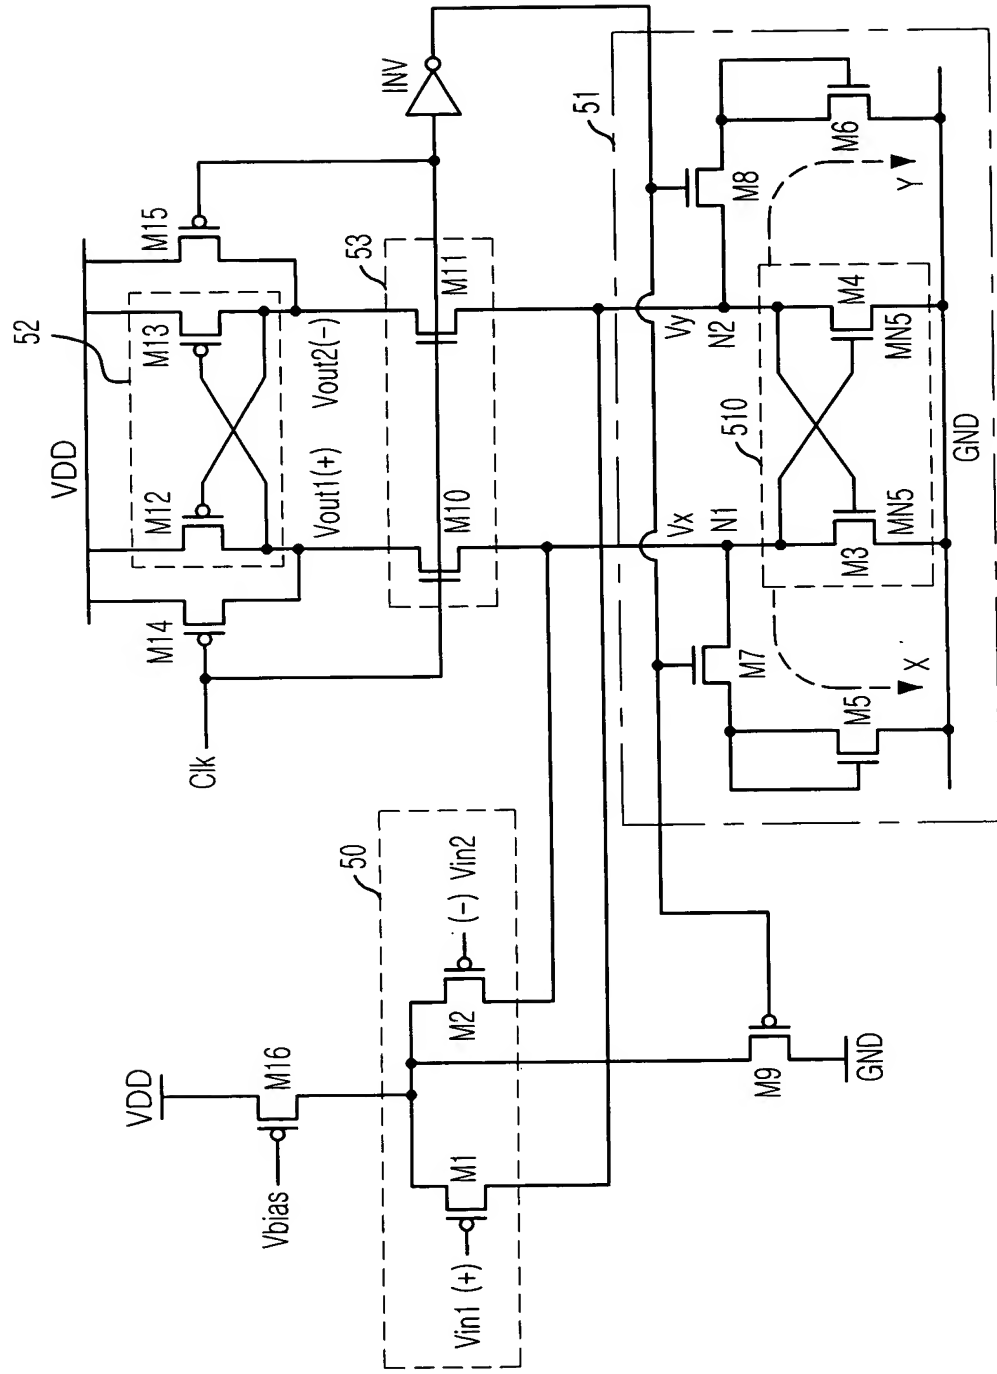 52
VDD
M14
M12
M13
M15
Clk
Vout1(+)
Vout2(-)
INV
53
M10
M11
VDD
Vbias
M16
50
Vin1 (+)
M1
M2
(-) Vin2
M9
GND
51
Vx
N1
Vy
N2
M7
M8
510
M5
X
M3
MN5
M4
MN5
Y
M6
GND